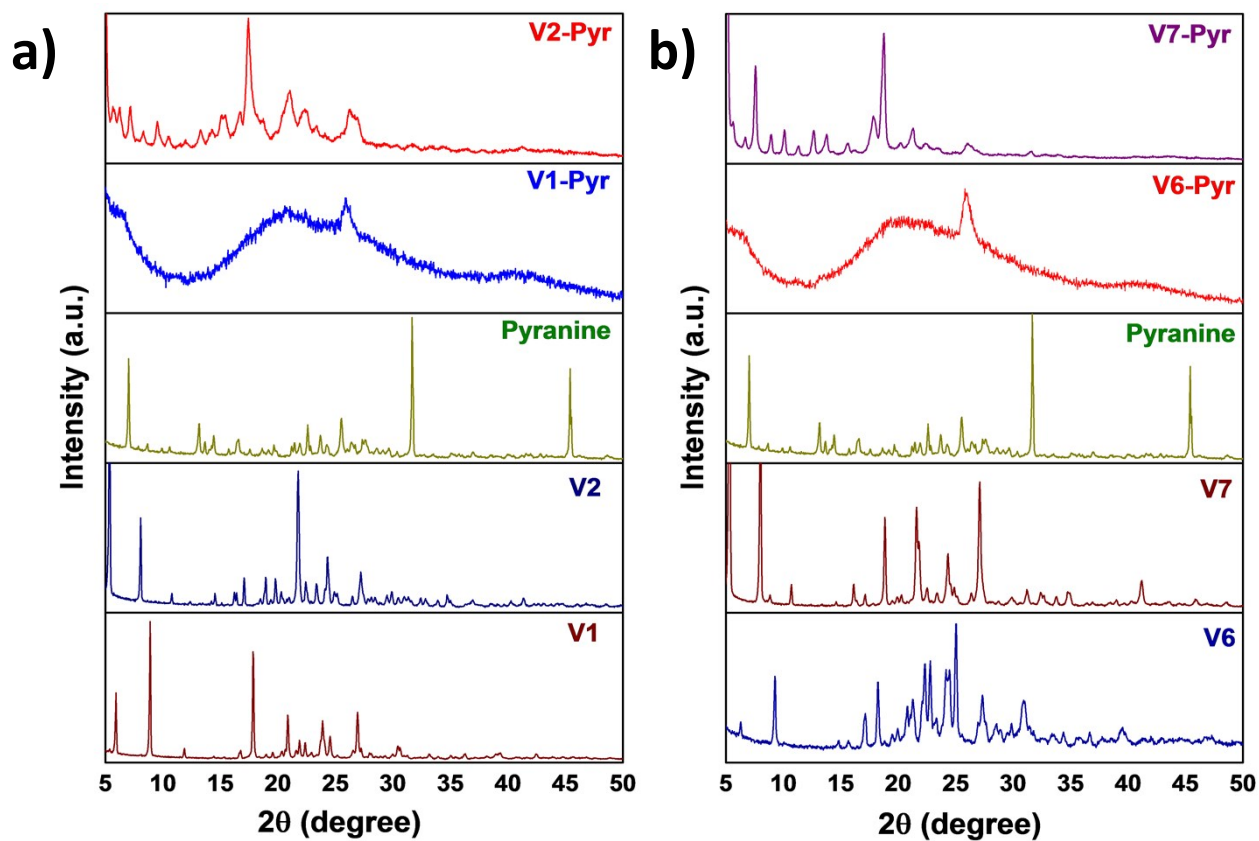 a)
V2-Pyr
V1-Pyr
Pyranine
V2
V1
Intensity (a.u.)
5 10 15 20 25 30 35 40 45 50
2θ (degree)
b)
V7-Pyr
V6-Pyr
Pyranine
V7
V6
Intensity (a.u.)
5 10 15 20 25 30 35 40 45 50
2θ (degree)